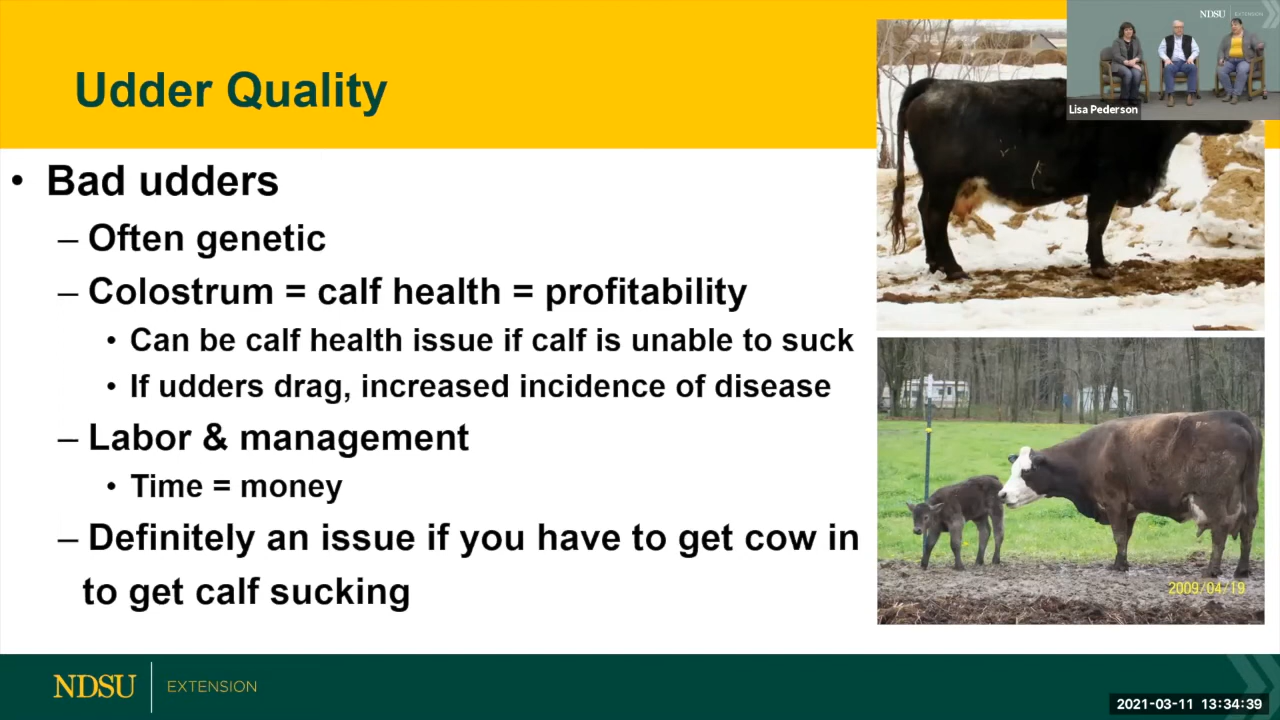 Udder Quality
NDSU | EXTENSION
Lisa Pederson
• Bad udders
– Often genetic
– Colostrum = calf health = profitability
• Can be calf health issue if calf is unable to suck
• If udders drag, increased incidence of disease
– Labor & management
• Time = money
– Definitely an issue if you have to get cow in
to get calf sucking
2009/04/19
NDSU | EXTENSION
2021-03-11 13:34:39